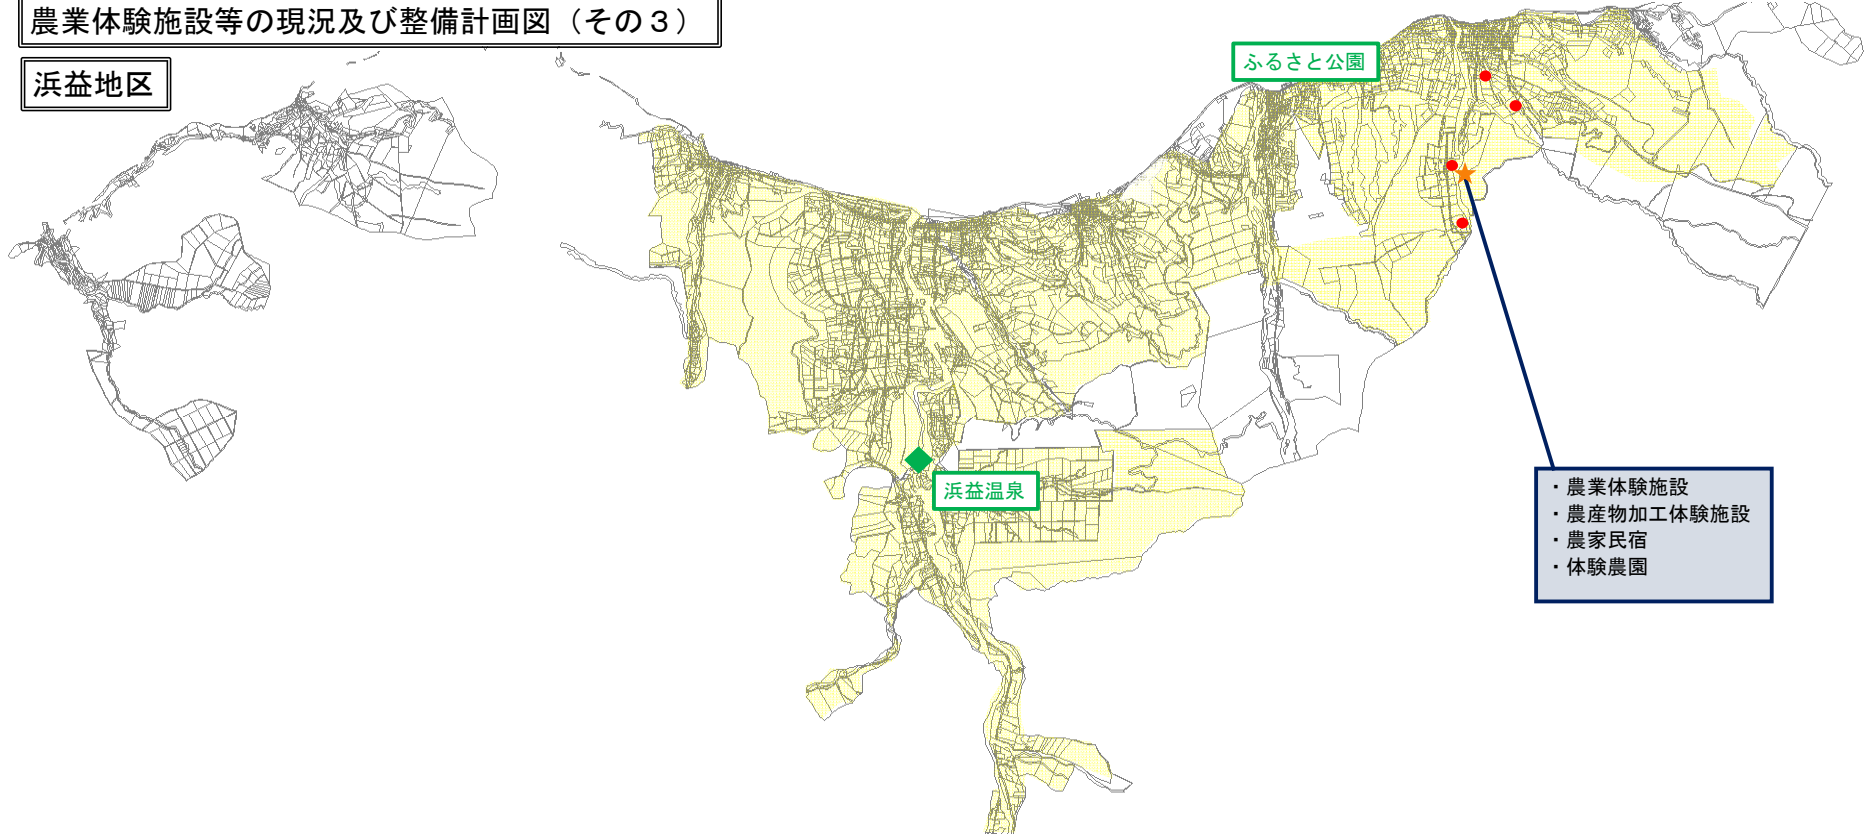 農業体験施設等の現況及び整備計画図（その３）
浜益地区
ふるさと公園
浜益温泉
・農業体験施設
・農産物加工体験施設
・農家民宿
・体験農園